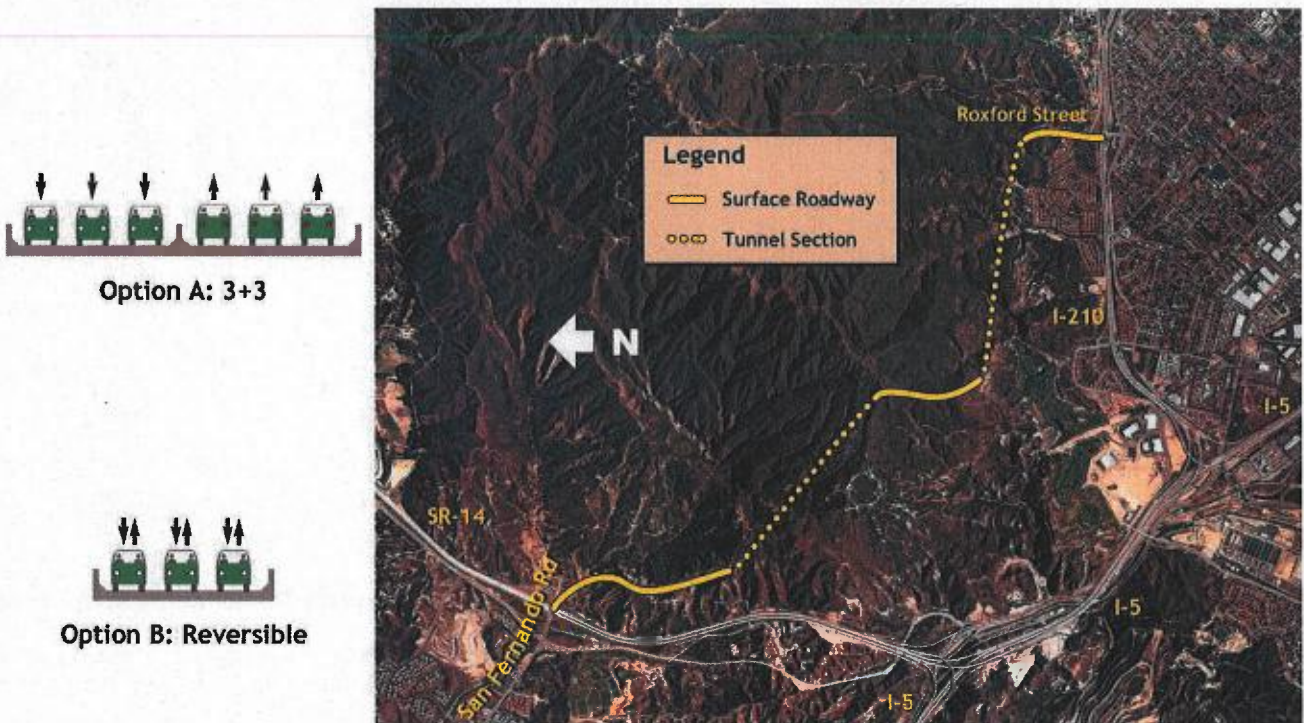 Option A: 3+3
Option B: Reversible
Legend
Surface Roadway
Tunnel Section
Roxford Street
N
I-210
I-5
SR-14
San Fernando Rd
I-5
I-5